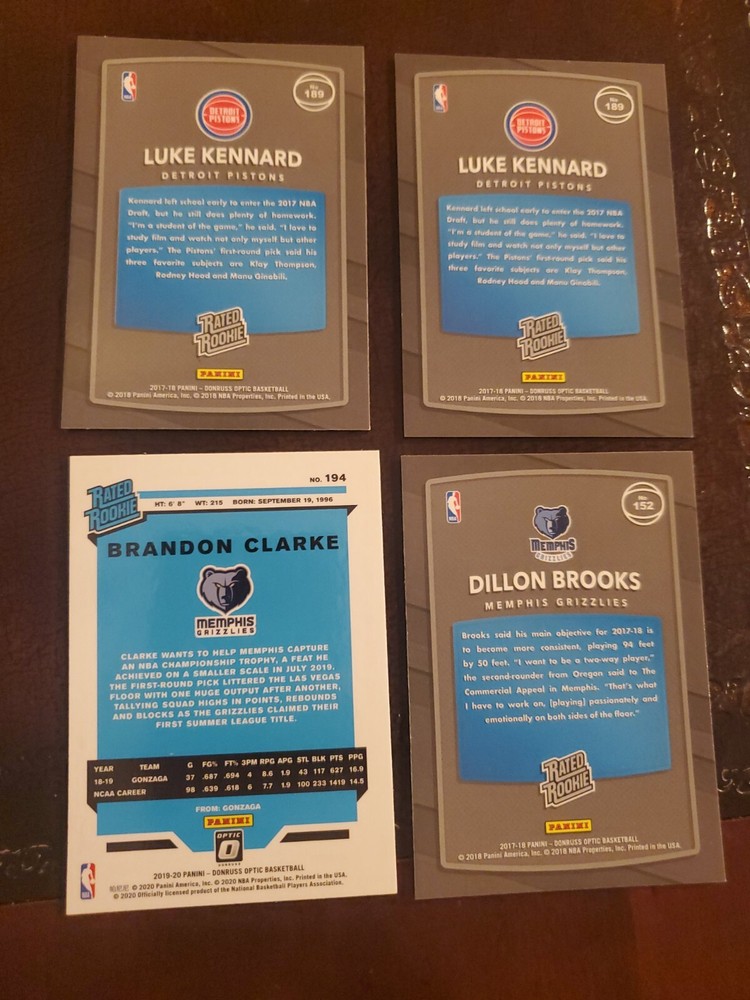 No.
189
DETROIT
PISTONS
LUKE KENNARD
DETROIT PISTONS
Kennard left school early to enter the 2017 NBA
Draft, but he still does plenty of homework.
"I'm a student of the game," he said. "I love to
study film and watch not only myself but other
players." The Pistons' first-round pick said his
three favorite subjects are Klay Thompson,
Rodney Hood and Manu Ginobili.
RATED
ROOKIE
PANINI
2017-18 PANINI – DONRUSS OPTIC BASKETBALL
© 2018 Panini America, Inc. © 2018 NBA Properties, Inc. Printed in the USA.
No.
189
DETROIT
PISTONS
LUKE KENNARD
DETROIT PISTONS
Kennard left school early to enter the 2017 NBA
Draft, but he still does plenty of homework.
"I'm a student of the game," he said. "I love to
study film and watch not only myself but other
players." The Pistons' first-round pick said his
three favorite subjects are Klay Thompson,
Rodney Hood and Manu Ginobili.
RATED
ROOKIE
PANINI
2017-18 PANINI – DONRUSS OPTIC BASKETBALL
© 2018 Panini America, Inc. © 2018 NBA Properties, Inc. Printed in the USA.
NO. 194
RATED
ROOKIE
HT: 6' 8" WT: 215 BORN: SEPTEMBER 19, 1996
BRANDON CLARKE
MEMPHIS
GRIZZLIES
CLARKE WANTS TO HELP MEMPHIS CAPTURE
AN NBA CHAMPIONSHIP TROPHY, A FEAT HE
ACHIEVED ON A SMALLER SCALE IN JULY 2019.
THE FIRST-ROUND PICK LITTERED THE LAS VEGAS
FLOOR WITH ONE HUGE OUTPUT AFTER ANOTHER,
TALLYING SQUAD HIGHS IN POINTS, REBOUNDS
AND BLOCKS AS THE GRIZZLIES CLAIMED THEIR
FIRST SUMMER LEAGUE TITLE.
YEAR TEAM G FG% FT% 3PM RPG APG STL BLK PTS PPG
18-19 GONZAGA 37 .687 .694 4 8.6 1.9 43 117 627 16.9
NCAA CAREER 98 .639 .618 6 7.7 1.9 100 233 1419 14.5
FROM: GONZAGA
PANINI
OPTIC
2019-20 PANINI – DONRUSS OPTIC BASKETBALL
© 2020 Panini America, Inc. © 2020 NBA Properties, Inc. Printed in the USA.
© 2020 Officially licensed product of the National Basketball Players Association.
No.
152
MEMPHIS
GRIZZLIES
DILLON BROOKS
MEMPHIS GRIZZLIES
Brooks said his main objective for 2017-18 is
to become more consistent, playing 94 feet
by 50 feet. "I want to be a two-way player,"
the second-rounder from Oregon said to The
Commercial Appeal in Memphis. "That's what
I have to work on, [playing] passionately and
emotionally on both sides of the floor."
RATED
ROOKIE
PANINI
2017-18 PANINI – DONRUSS OPTIC BASKETBALL
© 2018 Panini America, Inc. © 2018 NBA Properties, Inc. Printed in the USA.